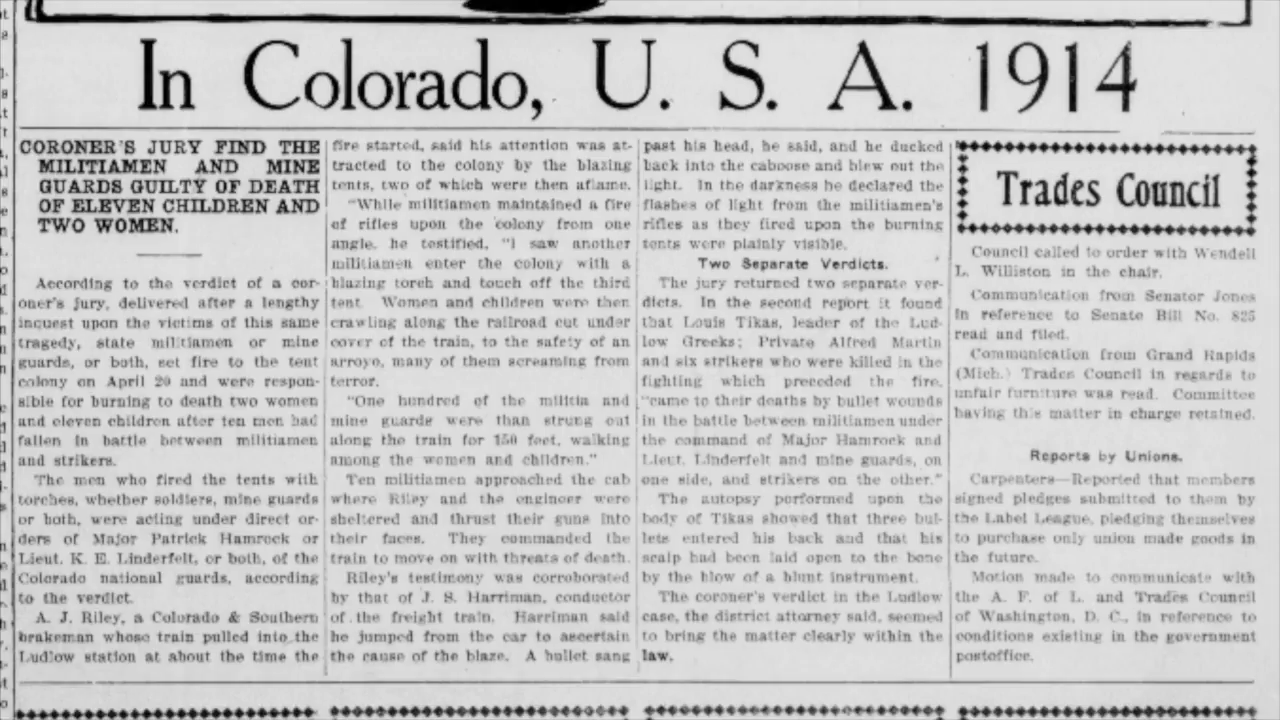 In Colorado, U. S. A. 1914
CORONER'S JURY FIND THE
MILITIAMEN AND MINE
GUARDS GUILTY OF DEATH
OF ELEVEN CHILDREN AND
TWO WOMEN.
According to the verdict of a cor-
oner's jury, delivered after a lengthy
inquest upon the victims of this same
tragedy, state militiamen or mine
guards, or both, set fire to the tent
colony on April 20 and were respon-
sible for burning to death two women
and eleven children after ten men had
fallen in battle between militiamen
and strikers.
The men who fired the tents with
torches, whether soldiers, mine guards
or both, were acting under direct or-
ders of Major Patrick Hamrock or
Lieut. K. E. Linderfelt, or both, of the
Colorado national guards, according
to the verdict.
A. J. Riley, a Colorado & Southern
brakeman whose train pulled into the
Ludlow station at about the time the
fire started, said his attention was at-
tracted to the colony by the blazing
tents, two of which were then aflame.
"While militiamen maintained a fire
of rifles upon the colony from one
angle, he testified, "I saw another
militiamen enter the colony with a
blazing torch and touch off the third
tent. Women and children were then
crawling along the railroad cut under
cover of the train, to the safety of an
arroyo, many of them screaming from
terror.
"One hundred of the militia and
mine guards were than strung out
along the train for 150 feet, walking
among the women and children."
Ten militiamen approached the cab
where Riley and the engineer were
sheltered and thrust their guns into
their faces. They commanded the
train to move on with threats of death.
Riley's testimony was corroborated
by that of J. S. Harriman, conductor
of the freight train. Harriman said
he jumped from the car to ascertain
the cause of the blaze. A bullet sang
past his head, he said, and he ducked
back into the caboose and blew out the
light. In the darkness he declared the
flashes of light from the militiamen's
rifles as they fired upon the burning
tents were plainly visible.
Two Separate Verdicts.
The jury returned two separate ver-
dicts. In the second report it found
that Louis Tikas, leader of the Lud-
low Greeks; Private Alfred Martin
and six strikers who were killed in the
fighting which preceded the fire,
"came to their deaths by bullet wounds
in the battle between militiamen under
the command of Major Hamrock and
Lieut. Linderfelt and mine guards, on
one side, and strikers on the other."
The autopsy performed upon the
body of Tikas showed that three bul-
lets entered his back and that his
scalp had been laid open to the bone
by the blow of a blunt instrument.
The coroner's verdict in the Ludlow
case, the district attorney said, seemed
to bring the matter clearly within the
law.
Trades Council
Council called to order with Wendell
L. Williston in the chair.
Communication from Senator Jones
in reference to Senate Bill No. 825
read and filed.
Communication from Grand Rapids
(Mich.) Trades Council in regards to
unfair furniture was read. Committee
having this matter in charge retained.
Reports by Unions.
Carpenters—Reported that members
signed pledges submitted to them by
the Label League, pledging themselves
to purchase only union made goods in
the future.
Motion made to communicate with
the A. F. of L. and Trades Council
of Washington, D. C., in reference to
conditions existing in the government
postoffice.